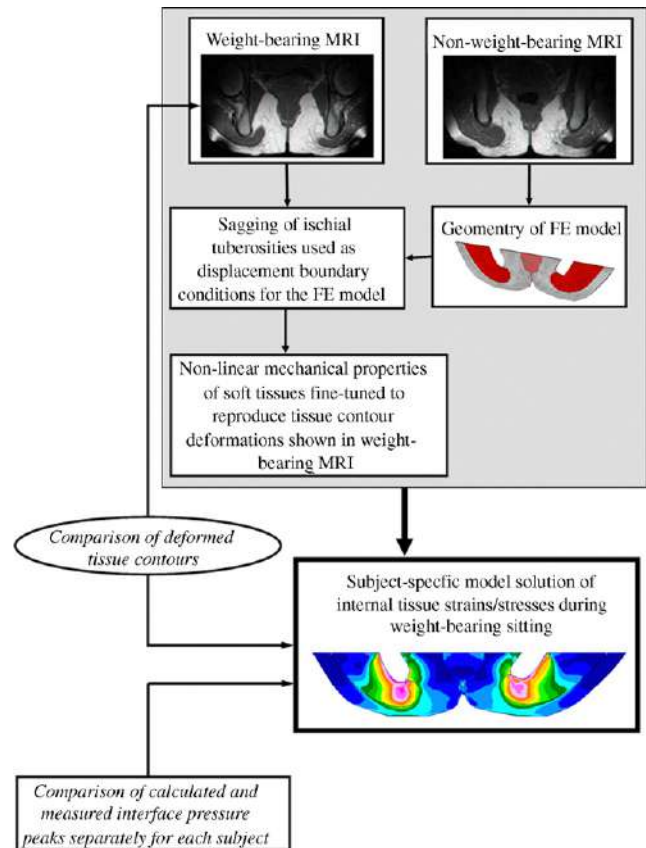 Weight-bearing MRI
Non-weight-bearing MRI
Sagging of ischial
tuberosities used as
displacement boundary
conditions for the FE model
Geomentry of FE model
Non-linear mechanical properties
of soft tissues fine-tuned to
reproduce tissue contour
deformations shown in weight-
bearing MRI
Comparison of deformed
tissue contours
Subject-specfic model solution of
internal tissue strains/stresses during
weight-bearing sitting
Comparison of calculated and
measured interface pressure
peaks separately for each subject